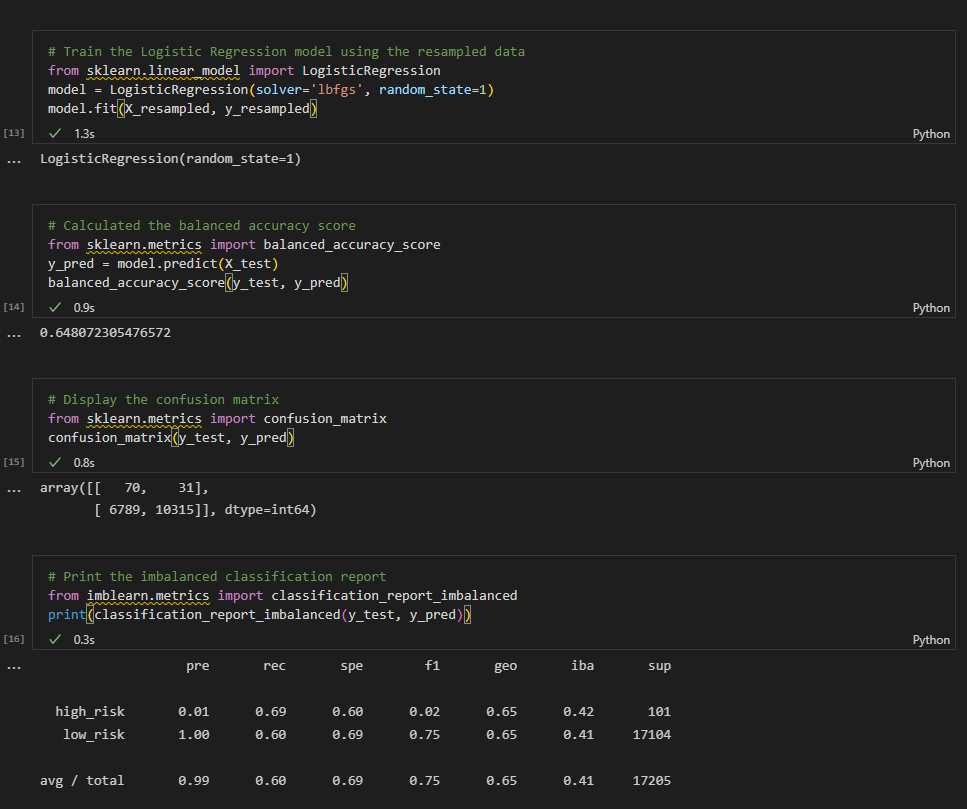 # Train the Logistic Regression model using the resampled data
from sklearn.linear_model import LogisticRegression
model = LogisticRegression(solver='lbfgs', random_state=1)
model.fit(X_resampled, y_resampled)
[13] ✓ 1.3s Python
... LogisticRegression(random_state=1)
# Calculated the balanced accuracy score
from sklearn.metrics import balanced_accuracy_score
y_pred = model.predict(X_test)
balanced_accuracy_score(y_test, y_pred)
[14] ✓ 0.9s Python
... 0.648072305476572
# Display the confusion matrix
from sklearn.metrics import confusion_matrix
confusion_matrix(y_test, y_pred)
[15] ✓ 0.8s Python
... array([[   70,    31],
       [ 6789, 10315]], dtype=int64)
# Print the imbalanced classification report
from imblearn.metrics import classification_report_imbalanced
print(classification_report_imbalanced(y_test, y_pred))
[16] ✓ 0.3s Python
... pre rec spe f1 geo iba sup
high_risk 0.01 0.69 0.60 0.02 0.65 0.42 101
low_risk 1.00 0.60 0.69 0.75 0.65 0.41 17104
avg / total 0.99 0.60 0.69 0.75 0.65 0.41 17205